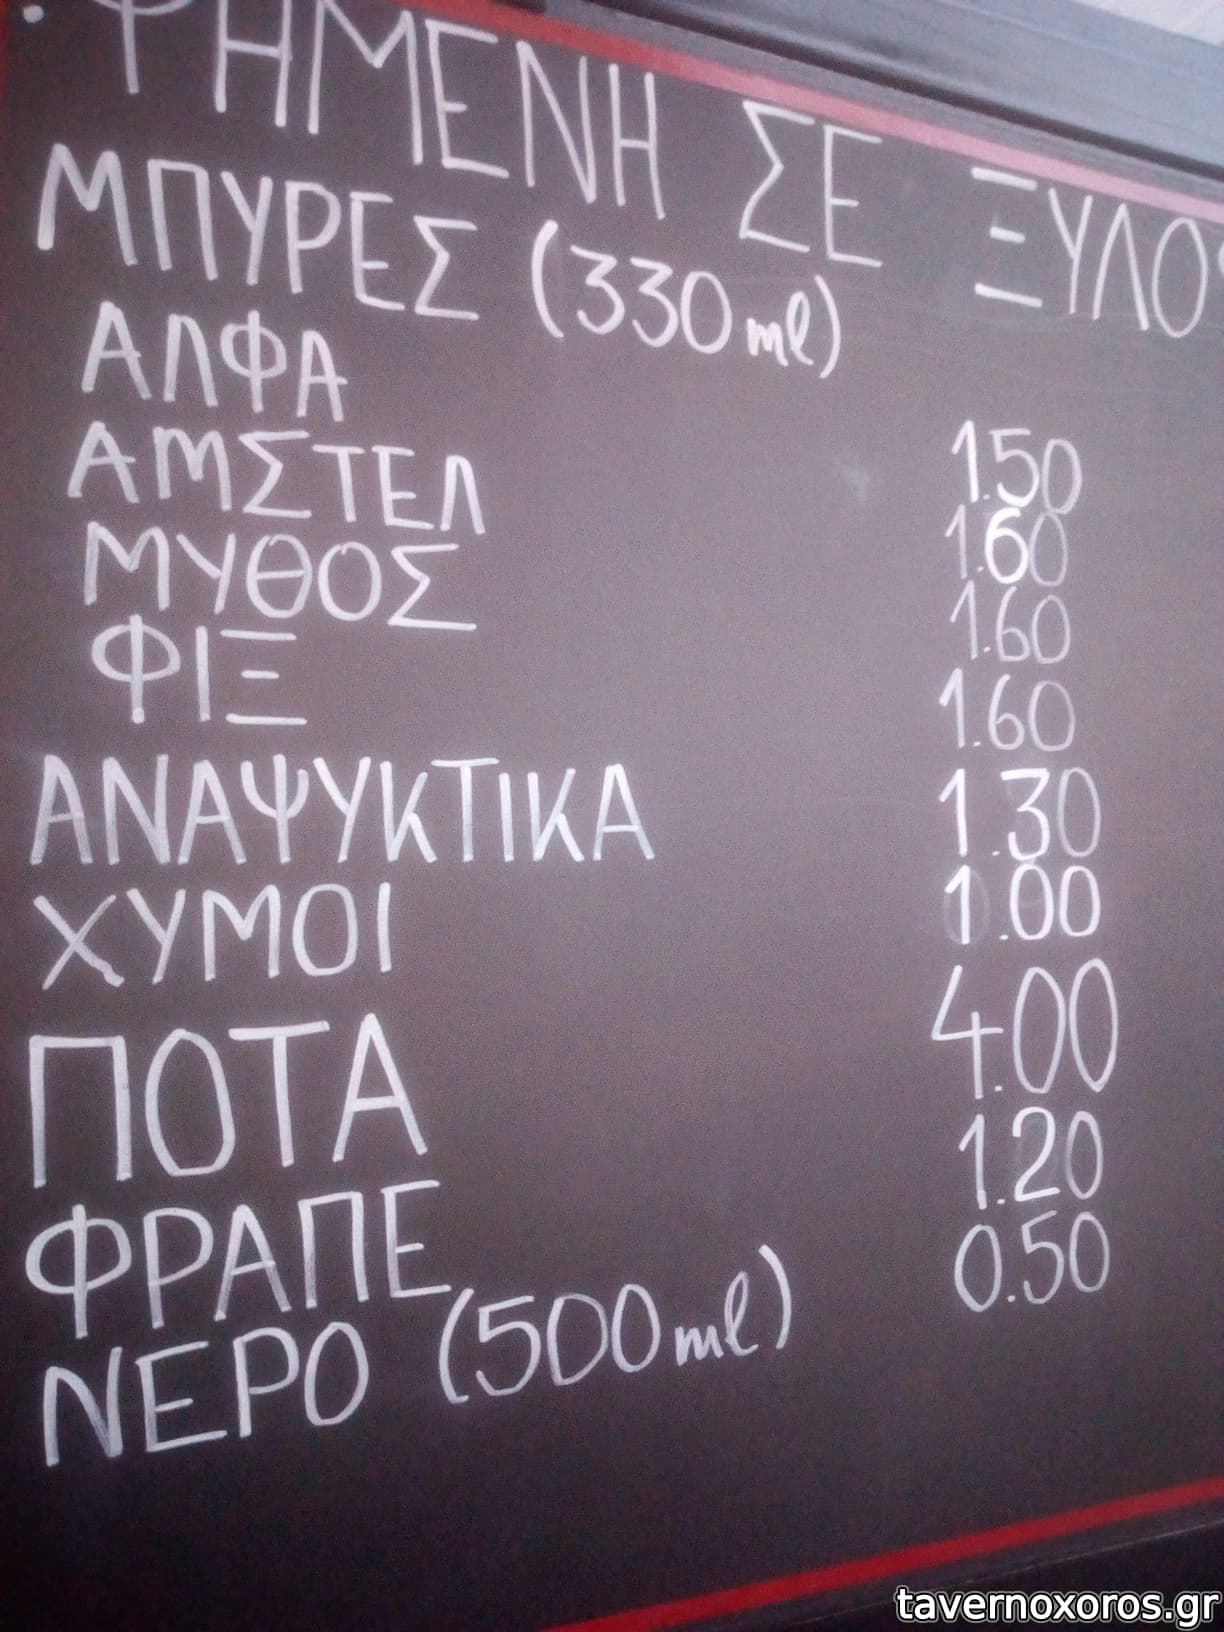 ΨΗΜΕΝΗ ΣΕ ΞΥΛΟΦ
ΜΠΥΡΕΣ (330ml)
ΑΛΦΑ 1.50
ΑΜΣΤΕΛ 1.60
ΜΥΘΟΣ 1.60
ΦΙΞ 1.60
ΑΝΑΨΥΚΤΙΚΑ 1.30
ΧΥΜΟΙ 1.00
ΠΟΤΑ 4.00
ΦΡΑΠΕ 1.20
ΝΕΡΟ (500ml) 0.50
tavernoxoros.gr